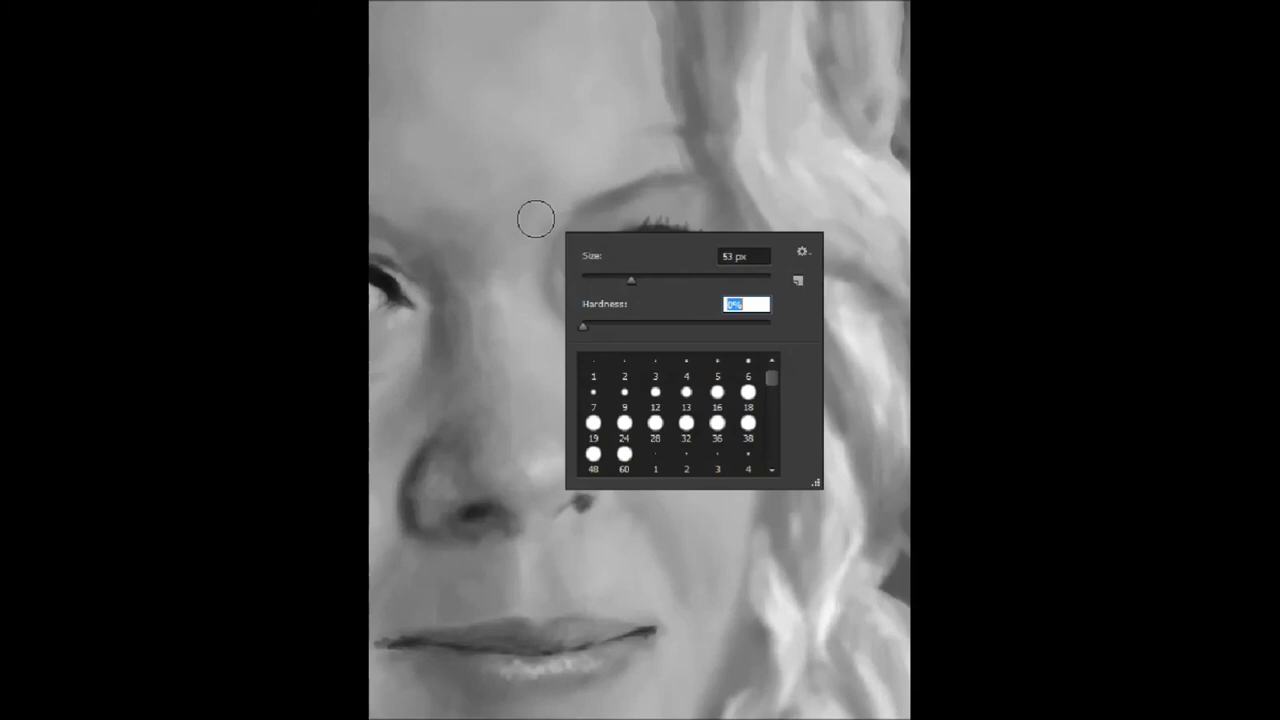 Size: 53 px
Hardness: 0%
1 2 3 4 5 6
7 9 12 13 16 18
19 24 28 32 36 38
48 60 1 2 3 4